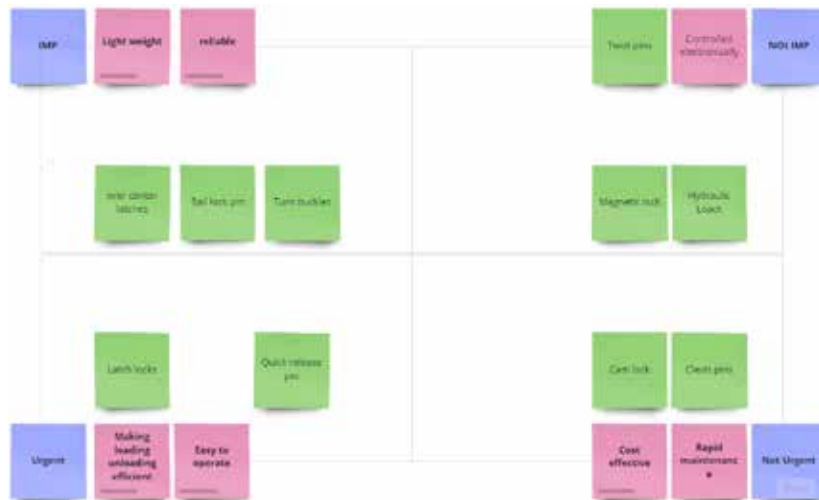 IMP
Light weight
reliable
Twist pins
Controlled
electronically
NOt IMP
over center
latches
Ball lock pin
Turn buckles
Magnetic lock
Hydraulic
Latch locks
Quick release
pin
Cam lock
Clevis pins
Urgent
Making
loading
unloading
efficient
Easy to
operate
Cost
effective
Rapid
maintenanc
e
Not Urgent